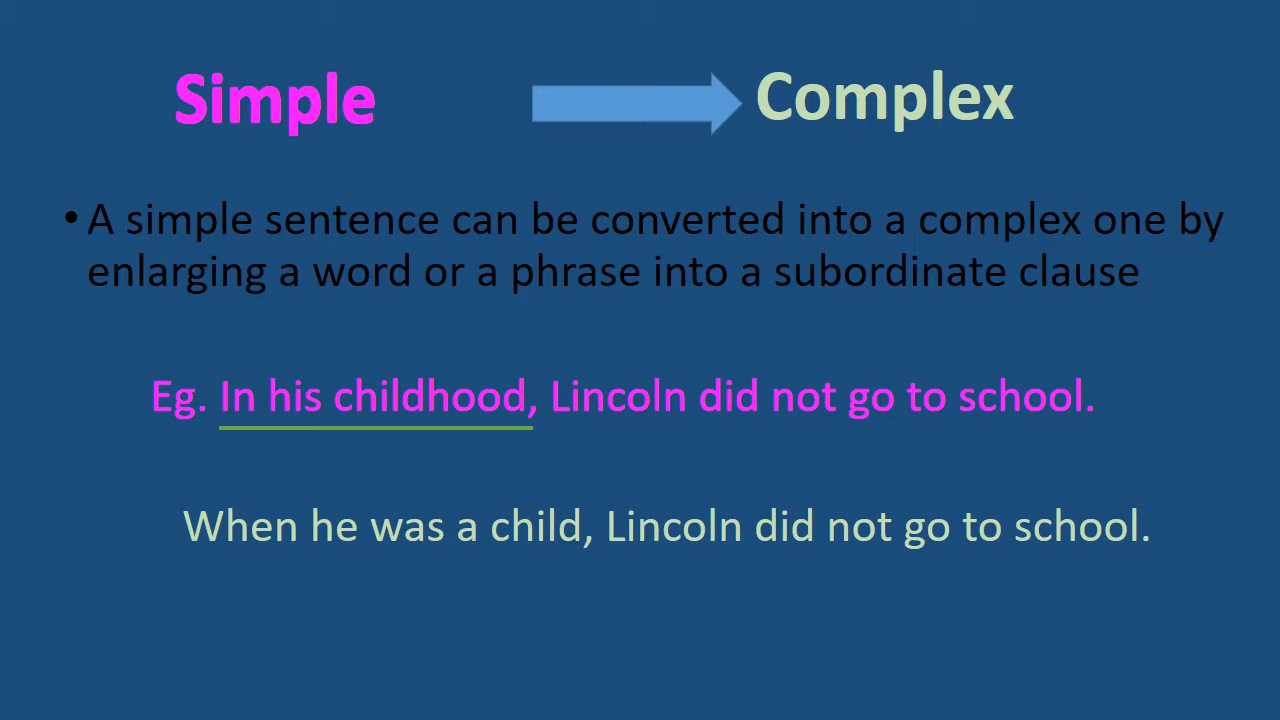 Simple Complex
• A simple sentence can be converted into a complex one by
enlarging a word or a phrase into a subordinate clause
Eg. In his childhood, Lincoln did not go to school.
When he was a child, Lincoln did not go to school.